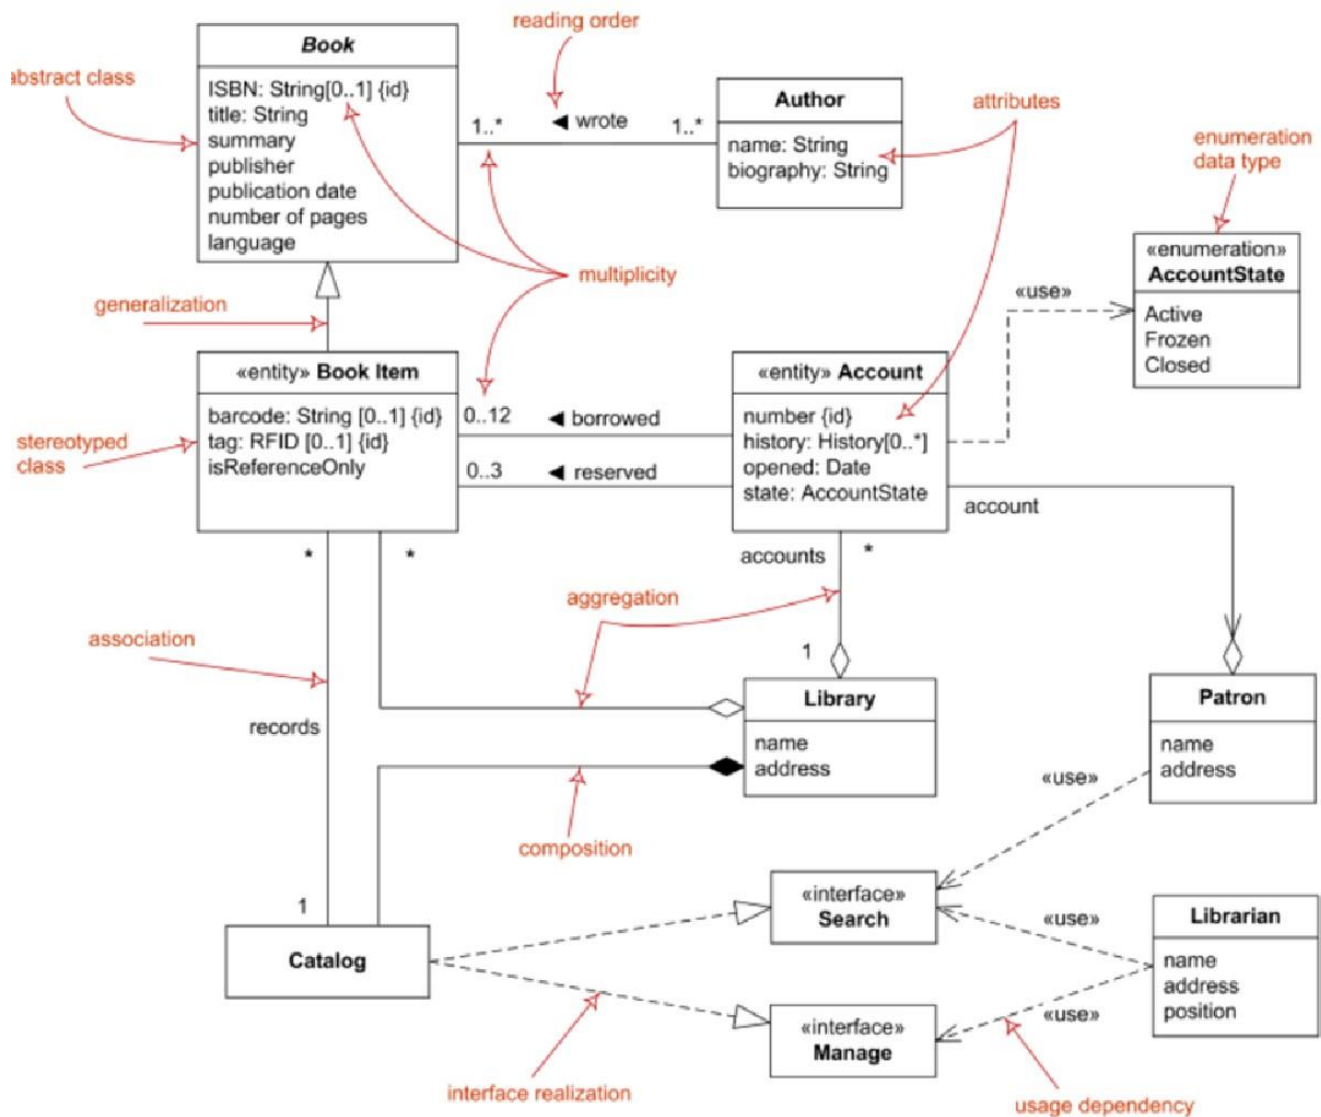 reading order
Book
abstract class
ISBN: String[0..1] {id}
title: String
summary
publisher
publication date
number of pages
language
1..*
◄ wrote
1..*
Author
name: String
biography: String
attributes
enumeration
data type
«enumeration»
AccountState
Active
Frozen
Closed
multiplicity
generalization
«use»
«entity» Book Item
barcode: String [0..1] {id}
tag: RFID [0..1] {id}
isReferenceOnly
stereotyped
class
0..12
◄ borrowed
0..3
◄ reserved
«entity» Account
number {id}
history: History[0..*]
opened: Date
state: AccountState
account
*
*
accounts
*
aggregation
association
1
records
Library
name
address
Patron
name
address
«use»
composition
1
Catalog
«interface»
Search
«use»
Librarian
name
address
position
«interface»
Manage
«use»
interface realization
usage dependency